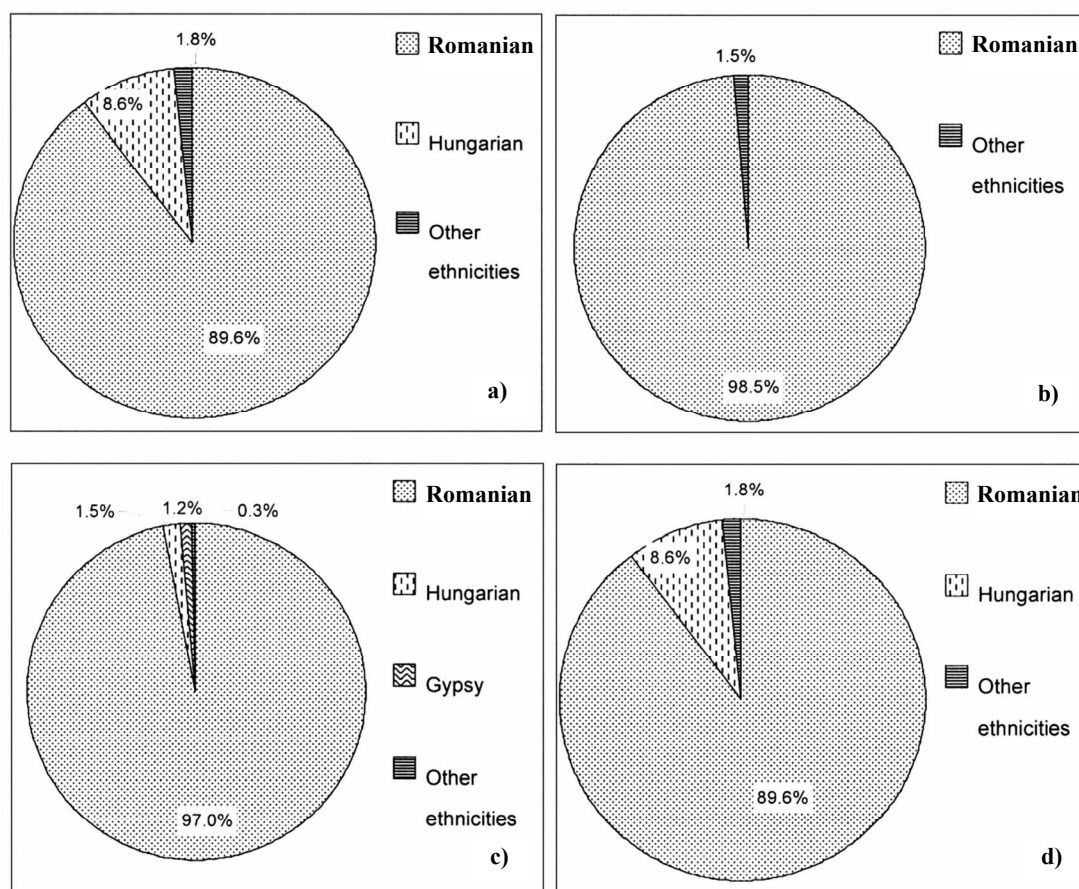 1.8%
Romanian
8.6%
Hungarian
Other
ethnicities
89.6%
a)
1.5%
Romanian
Other
ethnicities
98.5%
b)
1.5%
1.2%
0.3%
Romanian
Hungarian
Gypsy
Other
ethnicities
97.0%
c)
1.8%
Romanian
8.6%
Hungarian
Other
ethnicities
89.6%
d)